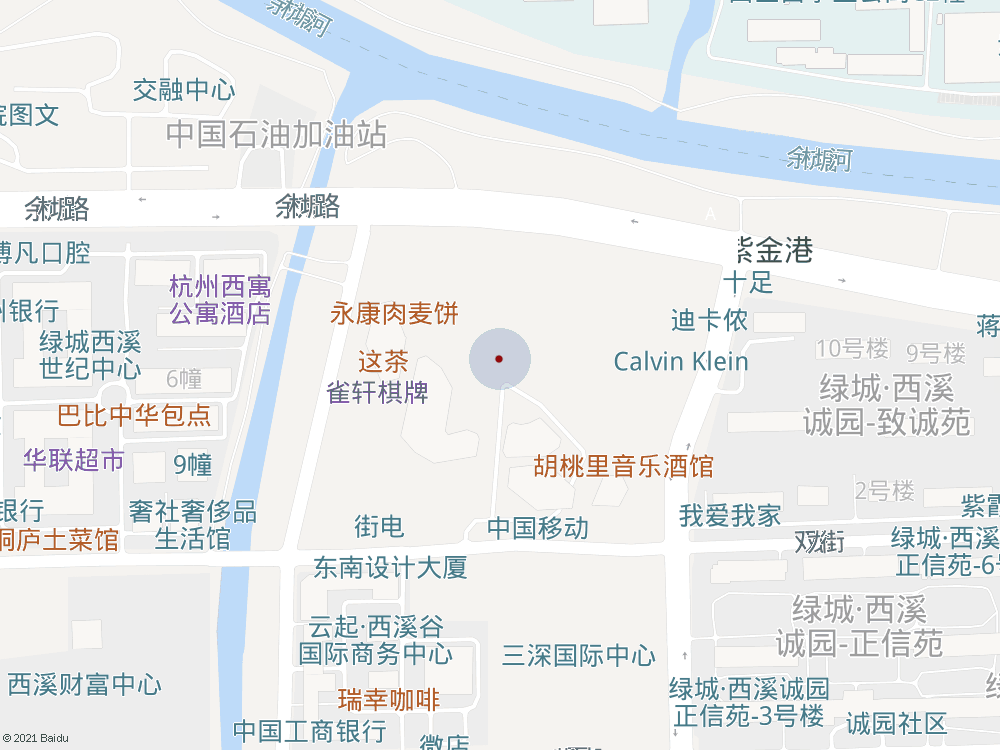 余杭塘河
交融中心
院图文
中国石油加油站
余杭塘河
余杭塘路
余杭塘路
A
博凡口腔
紫金港
杭州西寓
公寓酒店
十足
州银行
永康肉麦饼
迪卡侬
绿城西溪
世纪中心
这茶
Calvin Klein
10号楼
9号楼
6幢
雀轩棋牌
绿城·西溪
诚园-致诚苑
巴比中华包点
华联超市
9幢
胡桃里音乐酒馆
2号楼
银行
奢社奢侈品
生活馆
街电
中国移动
我爱我家
桐庐土菜馆
双龙街
绿城·西溪
正信苑-6号
东南设计大厦
云起·西溪谷
国际商务中心
绿城·西溪
诚园-正信苑
三深国际中心
西溪财富中心
瑞幸咖啡
绿城·西溪诚园
正信苑-3号楼
中国工商银行
微店
诚园社区
© 2021 Baidu